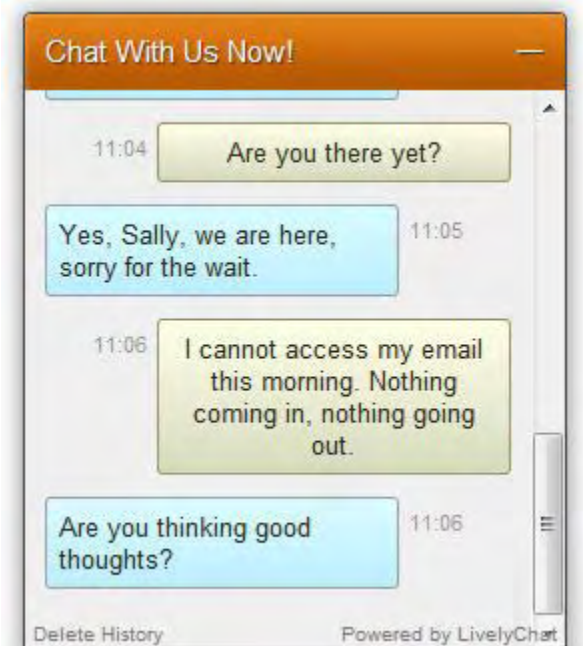 Chat With Us Now!
11:04
Are you there yet?
Yes, Sally, we are here,
sorry for the wait.
11:05
11:06
I cannot access my email
this morning. Nothing
coming in, nothing going
out.
Are you thinking good
thoughts?
11:06
Delete History
Powered by LivelyChat